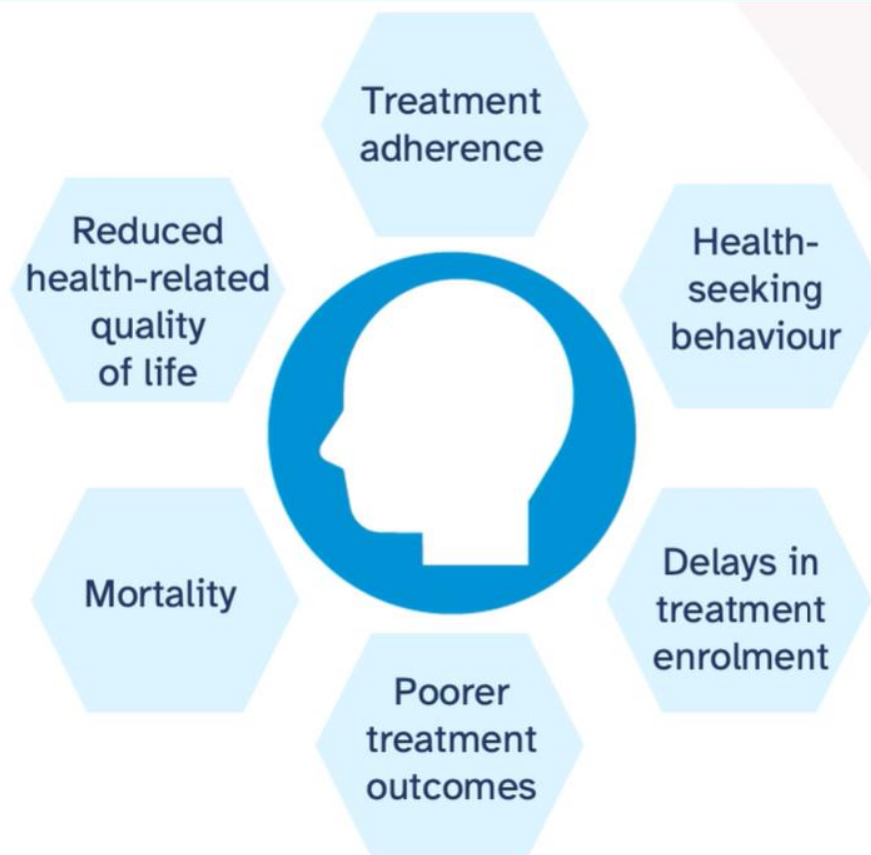 Treatment
adherence
Health-
seeking
behaviour
Delays in
treatment
enrolment
Poorer
treatment
outcomes
Mortality
Reduced
health-related
quality
of life